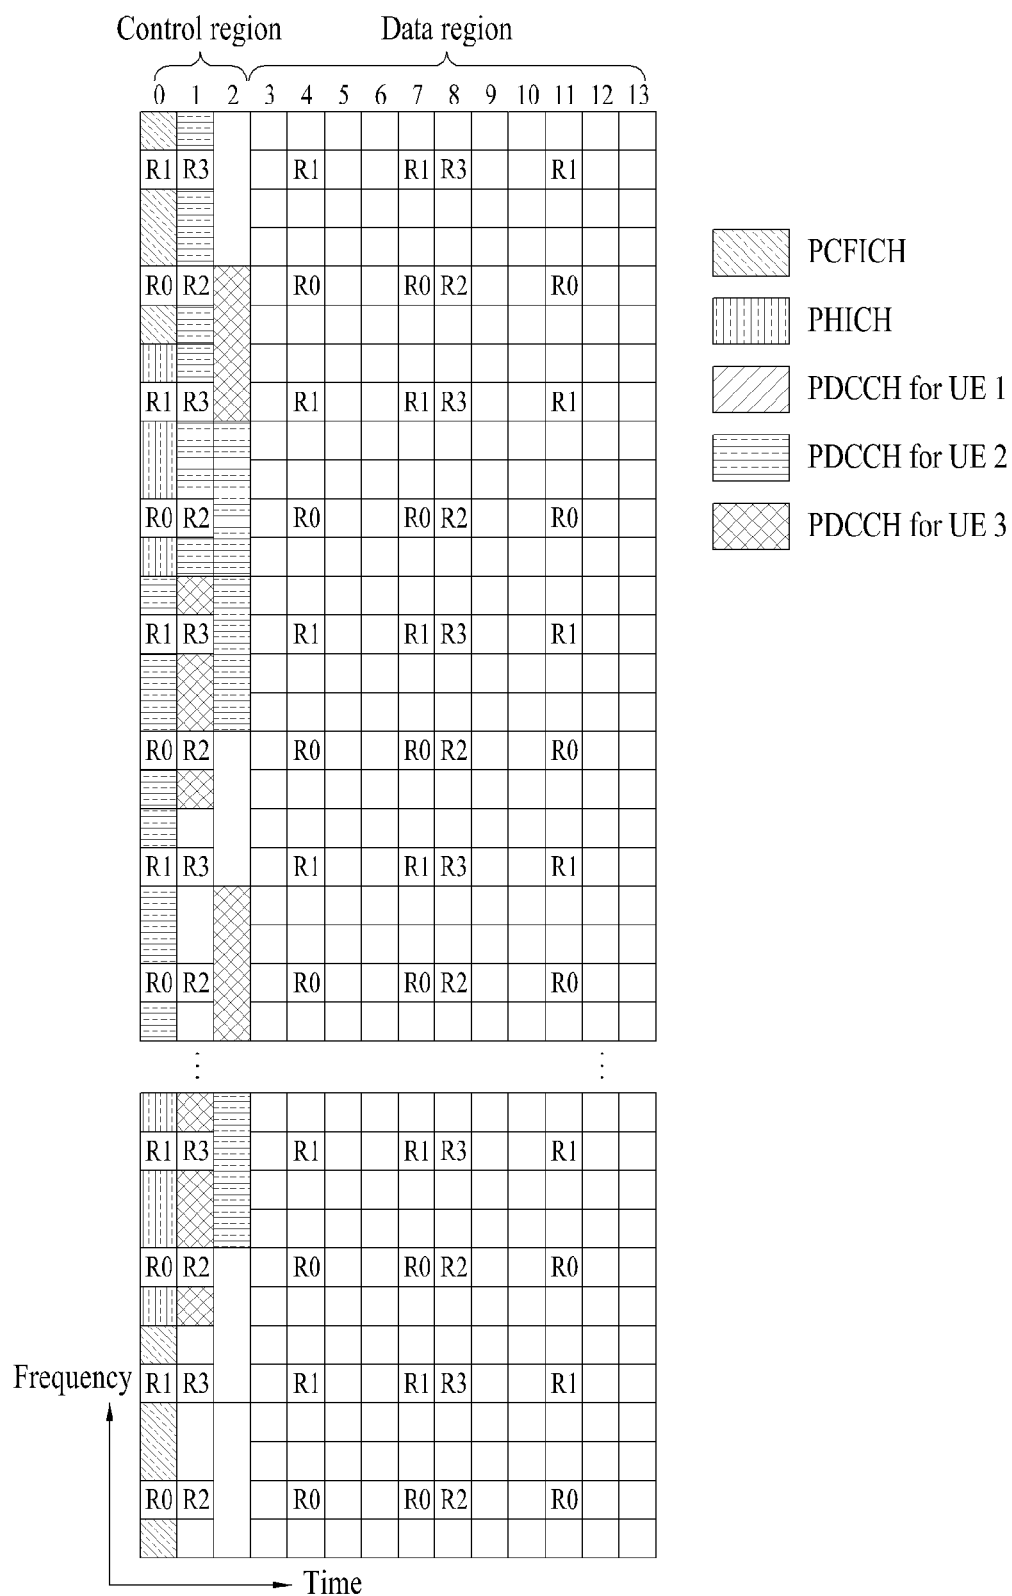 Control region Data region
0 1 2 3 4 5 6 7 8 9 10 11 12 13
R1 R3 R1 R1 R3 R1
R0 R2 R0 R0 R2 R0
R1 R3 R1 R1 R3 R1
R0 R2 R0 R0 R2 R0
R1 R3 R1 R1 R3 R1
R0 R2 R0 R0 R2 R0
R1 R3 R1 R1 R3 R1
R0 R2 R0 R0 R2 R0
R1 R3 R1 R1 R3 R1
R0 R2 R0 R0 R2 R0
R1 R3 R1 R1 R3 R1
R0 R2 R0 R0 R2 R0
PCFICH
PHICH
PDCCH for UE 1
PDCCH for UE 2
PDCCH for UE 3
Frequency
Time